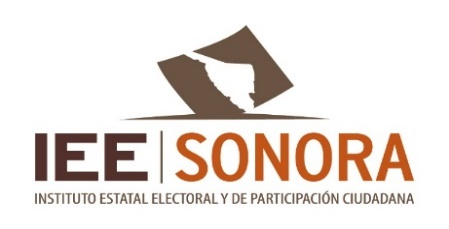 IEE | SONORA
INSTITUTO ESTATAL ELECTORAL Y DE PARTICIPACIÓN CIUDADANA